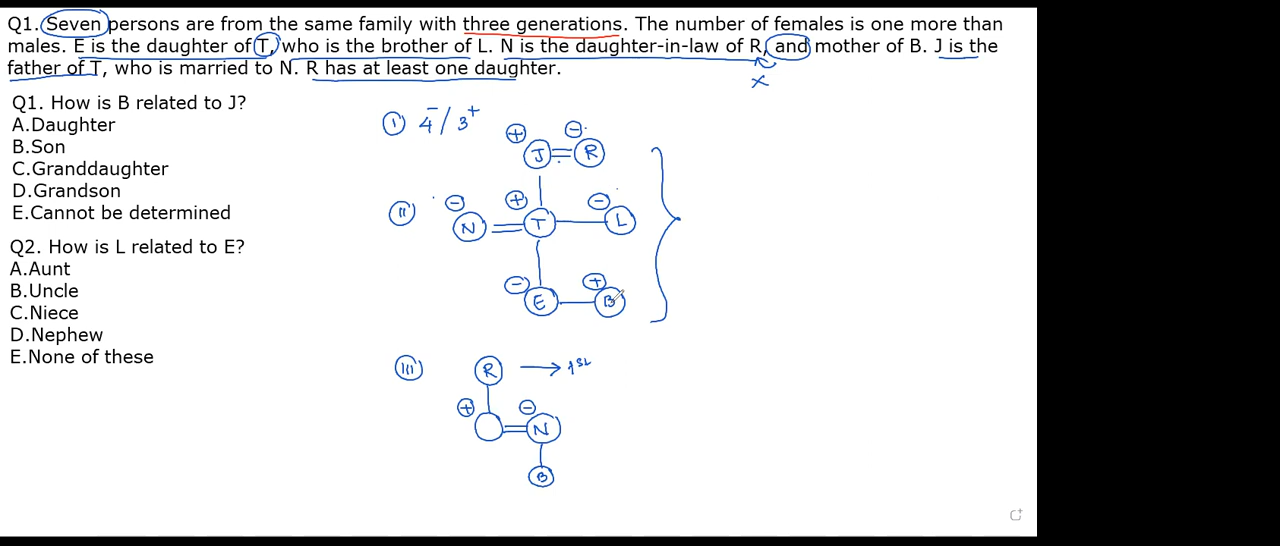 Q1. Seven persons are from the same family with three generations. The number of females is one more than
males. E is the daughter of T, who is the brother of L. N is the daughter-in-law of R, and mother of B. J is the
father of T, who is married to N. R has at least one daughter.
x
Q1. How is B related to J?
A.Daughter
B.Son
C.Granddaughter
D.Grandson
E.Cannot be determined
Q2. How is L related to E?
A.Aunt
B.Uncle
C.Niece
D.Nephew
E.None of these
I 4⁻/3⁺
+ −
J = R
II − + −
N = T — L
− +
E — B
III R → 1st
+ −
= N
B